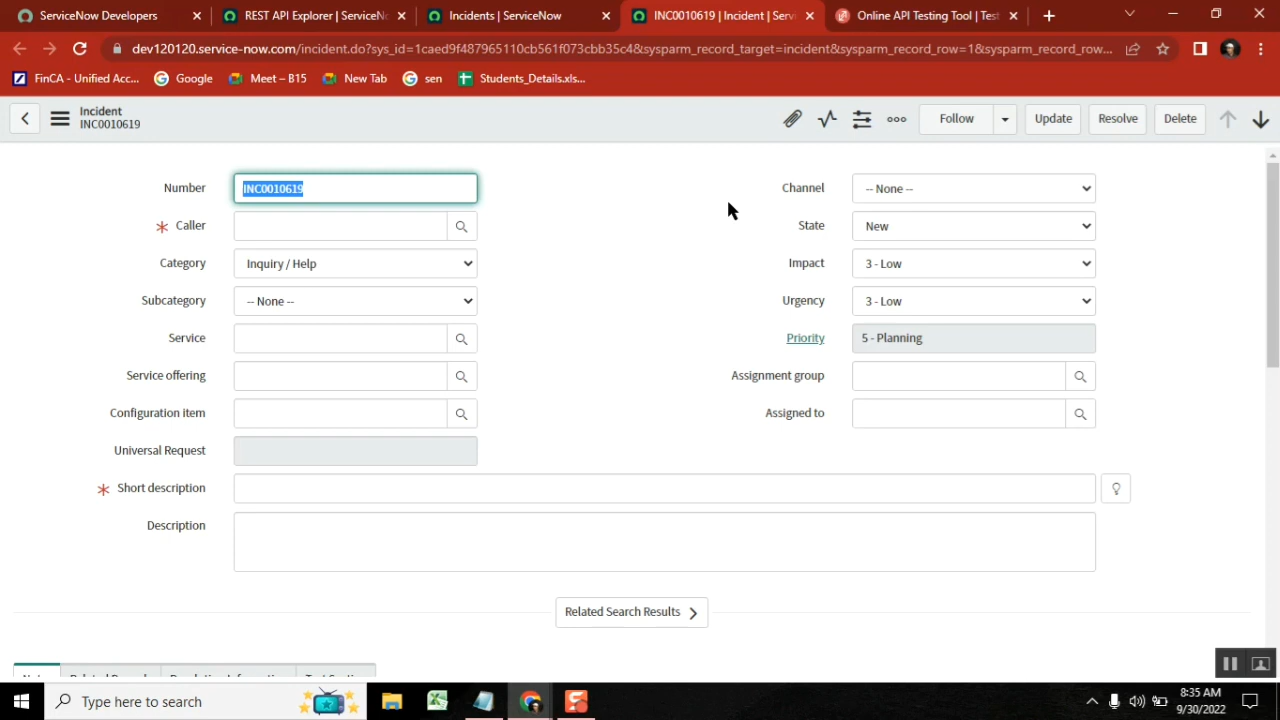 ServiceNow Developers
REST API Explorer | ServiceNo
Incidents | ServiceNow
INC0010619 | Incident | Servi
Online API Testing Tool | Test
dev120120.service-now.com/incident.do?sys_id=1caed9f487965110cb561f073cbb35c4&sysparm_record_target=incident&sysparm_record_row=1&sysparm_record_row...
FinCA - Unified Acc...
Google
Meet – B15
New Tab
sen
Students_Details.xls...
Incident
INC0010619
Follow
Update
Resolve
Delete
Number
INC0010619
Channel
-- None --
Caller
State
New
Category
Inquiry / Help
Impact
3 - Low
Subcategory
-- None --
Urgency
3 - Low
Service
Priority
5 - Planning
Service offering
Assignment group
Configuration item
Assigned to
Universal Request
Short description
Description
Related Search Results
Type here to search
8:35 AM
9/30/2022